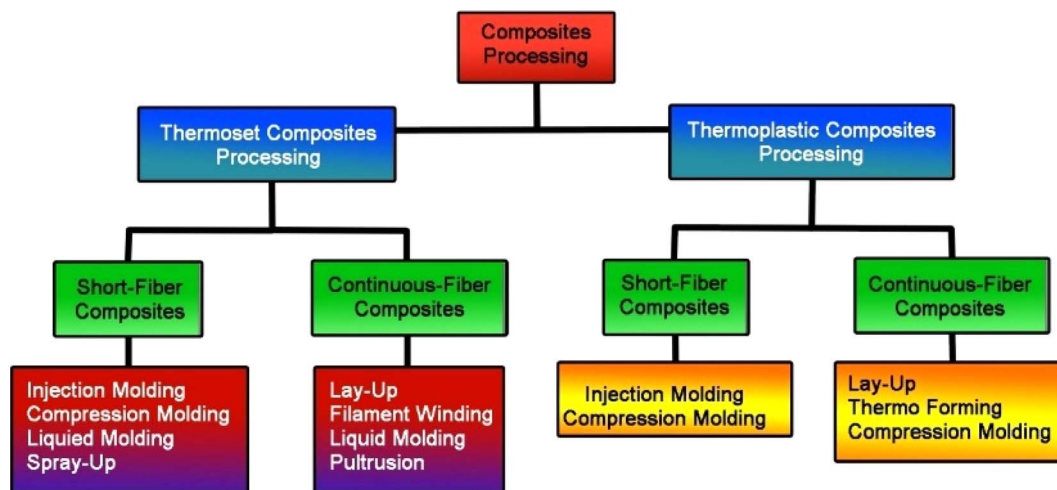 Composites
Processing
Thermoset Composites
Processing
Thermoplastic Composites
Processing
Short-Fiber
Composites
Continuous-Fiber
Composites
Short-Fiber
Composites
Continuous-Fiber
Composites
Injection Molding
Compression Molding
Liquied Molding
Spray-Up
Lay-Up
Filament Winding
Liquid Molding
Pultrusion
Injection Molding
Compression Molding
Lay-Up
Thermo Forming
Compression Molding